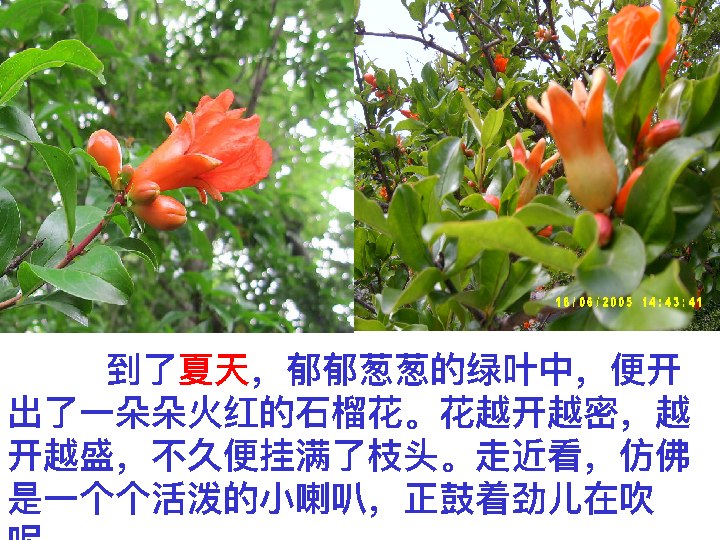 16/06/2005 14:43:41
到了夏天，郁郁葱葱的绿叶中，便开
出了一朵朵火红的石榴花。花越开越密，越
开越盛，不久便挂满了枝头。走近看，仿佛
是一个个活泼的小喇叭，正鼓着劲儿在吹
呢